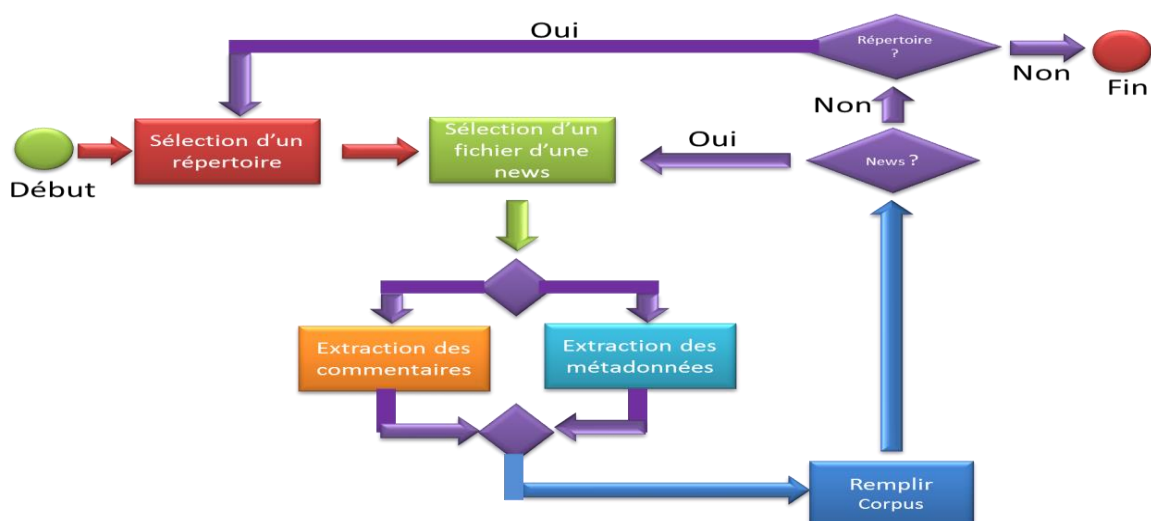 Oui
Répertoire
?
Non
Fin
Non
Sélection d'un
répertoire
Sélection d'un
fichier d'une
news
Oui
News ?
Début
Extraction des
commentaires
Extraction des
métadonnées
Remplir
Corpus